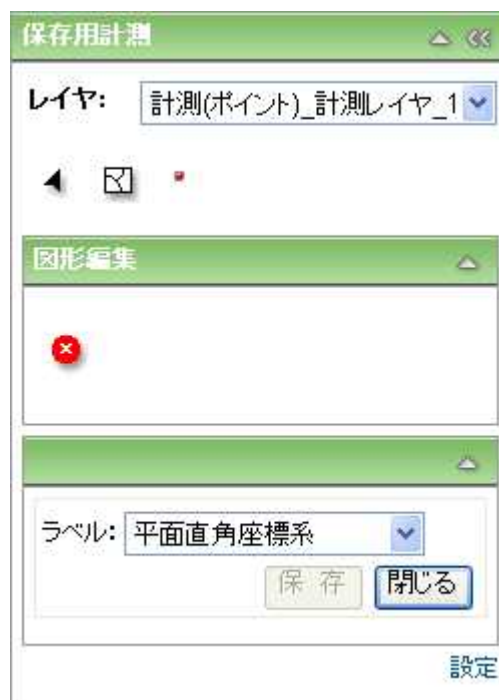 保存用計測
レイヤ: 計測(ポイント)_計測レイヤ_1
図形編集
ラベル: 平面直角座標系
保存 閉じる
設定